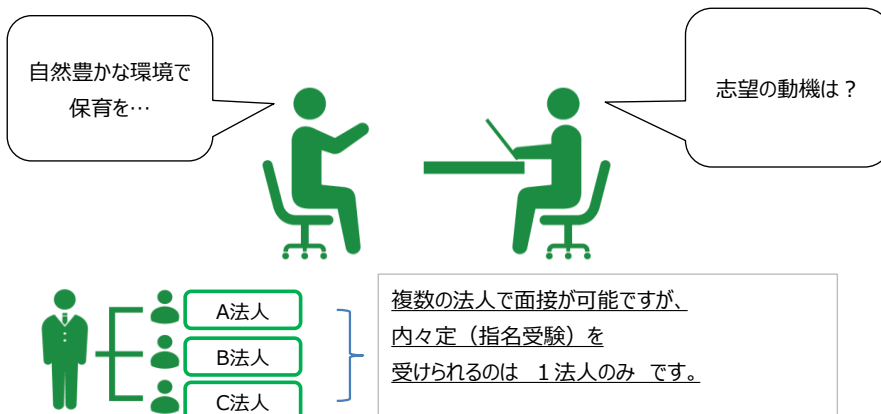 自然豊かな環境で
保育を…
志望の動機は？
A法人
B法人
C法人
複数の法人で面接が可能ですが、
内々定（指名受験）を
受けられるのは　１法人のみ　です。